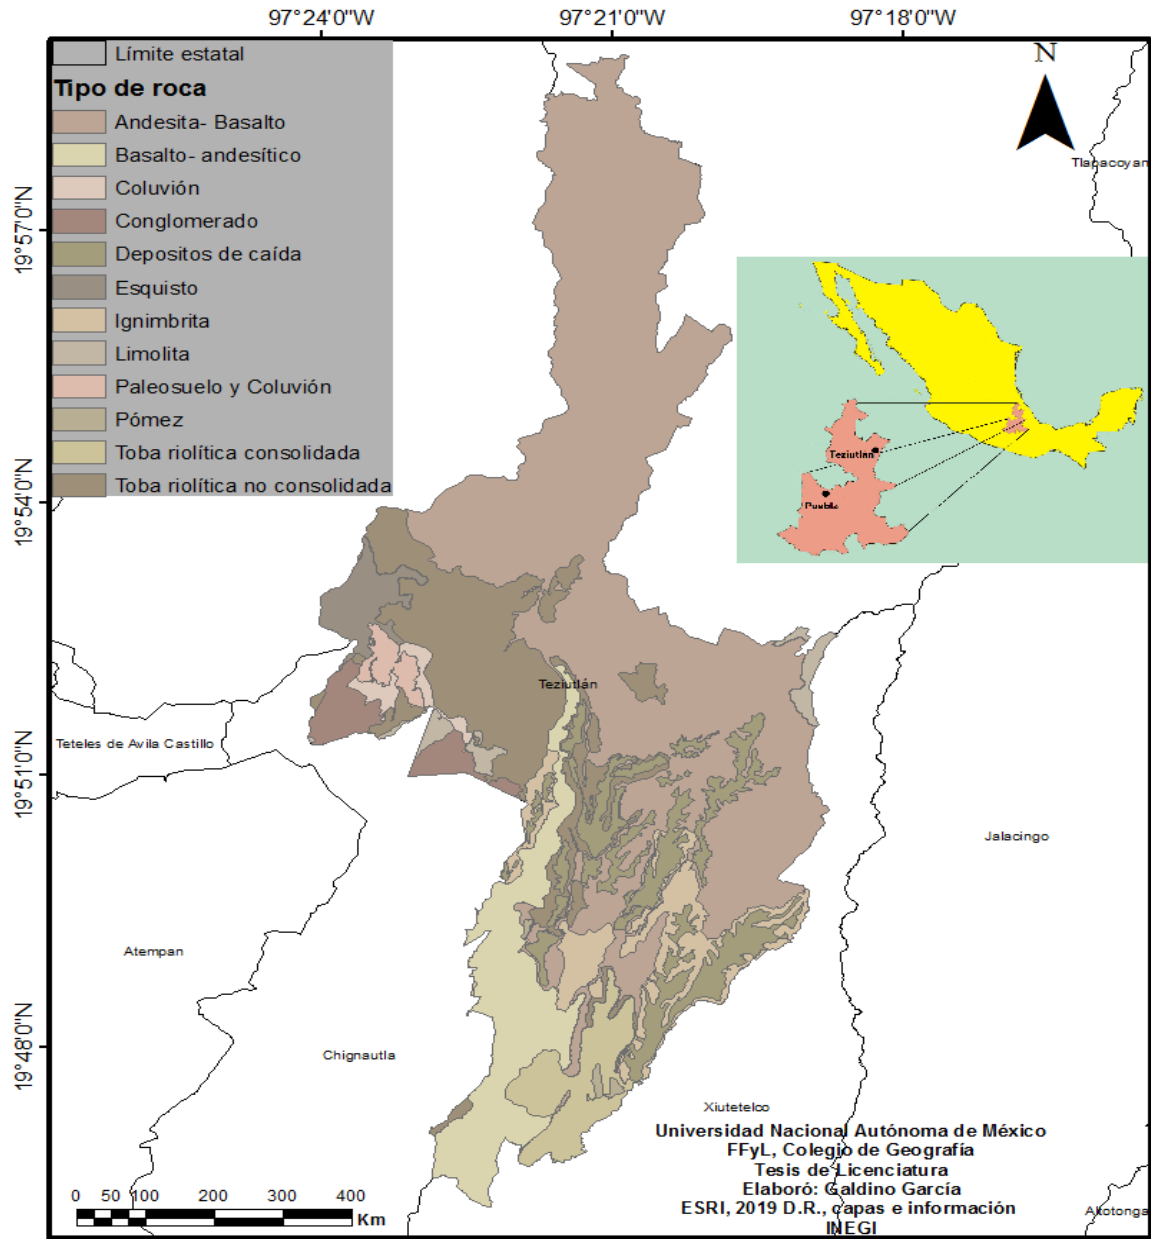 97°24'0"W
97°21'0"W
97°18'0"W
Límite estatal
Tipo de roca
Andesita- Basalto
Basalto- andesítico
Coluvión
Conglomerado
Depositos de caída
Esquisto
Ignimbrita
Limolita
Paleosuelo y Coluvión
Pómez
Toba riolítica consolidada
Toba riolítica no consolidada
N
Tlapacoyan
19°57'0"N
19°54'0"N
19°51'0"N
19°48'0"N
Teziutlán
Puebla
Teziutlán
Teteles de Avila Castillo
Jalacingo
Atempan
Chignautla
Xiutetelco
Altotonga
Universidad Nacional Autónoma de México
FFyL, Colegio de Geografía
Tesis de Licenciatura
Elaboró: Galdino García
ESRI, 2019 D.R., capas e información
INEGI
0 50 100 200 300 400
Km